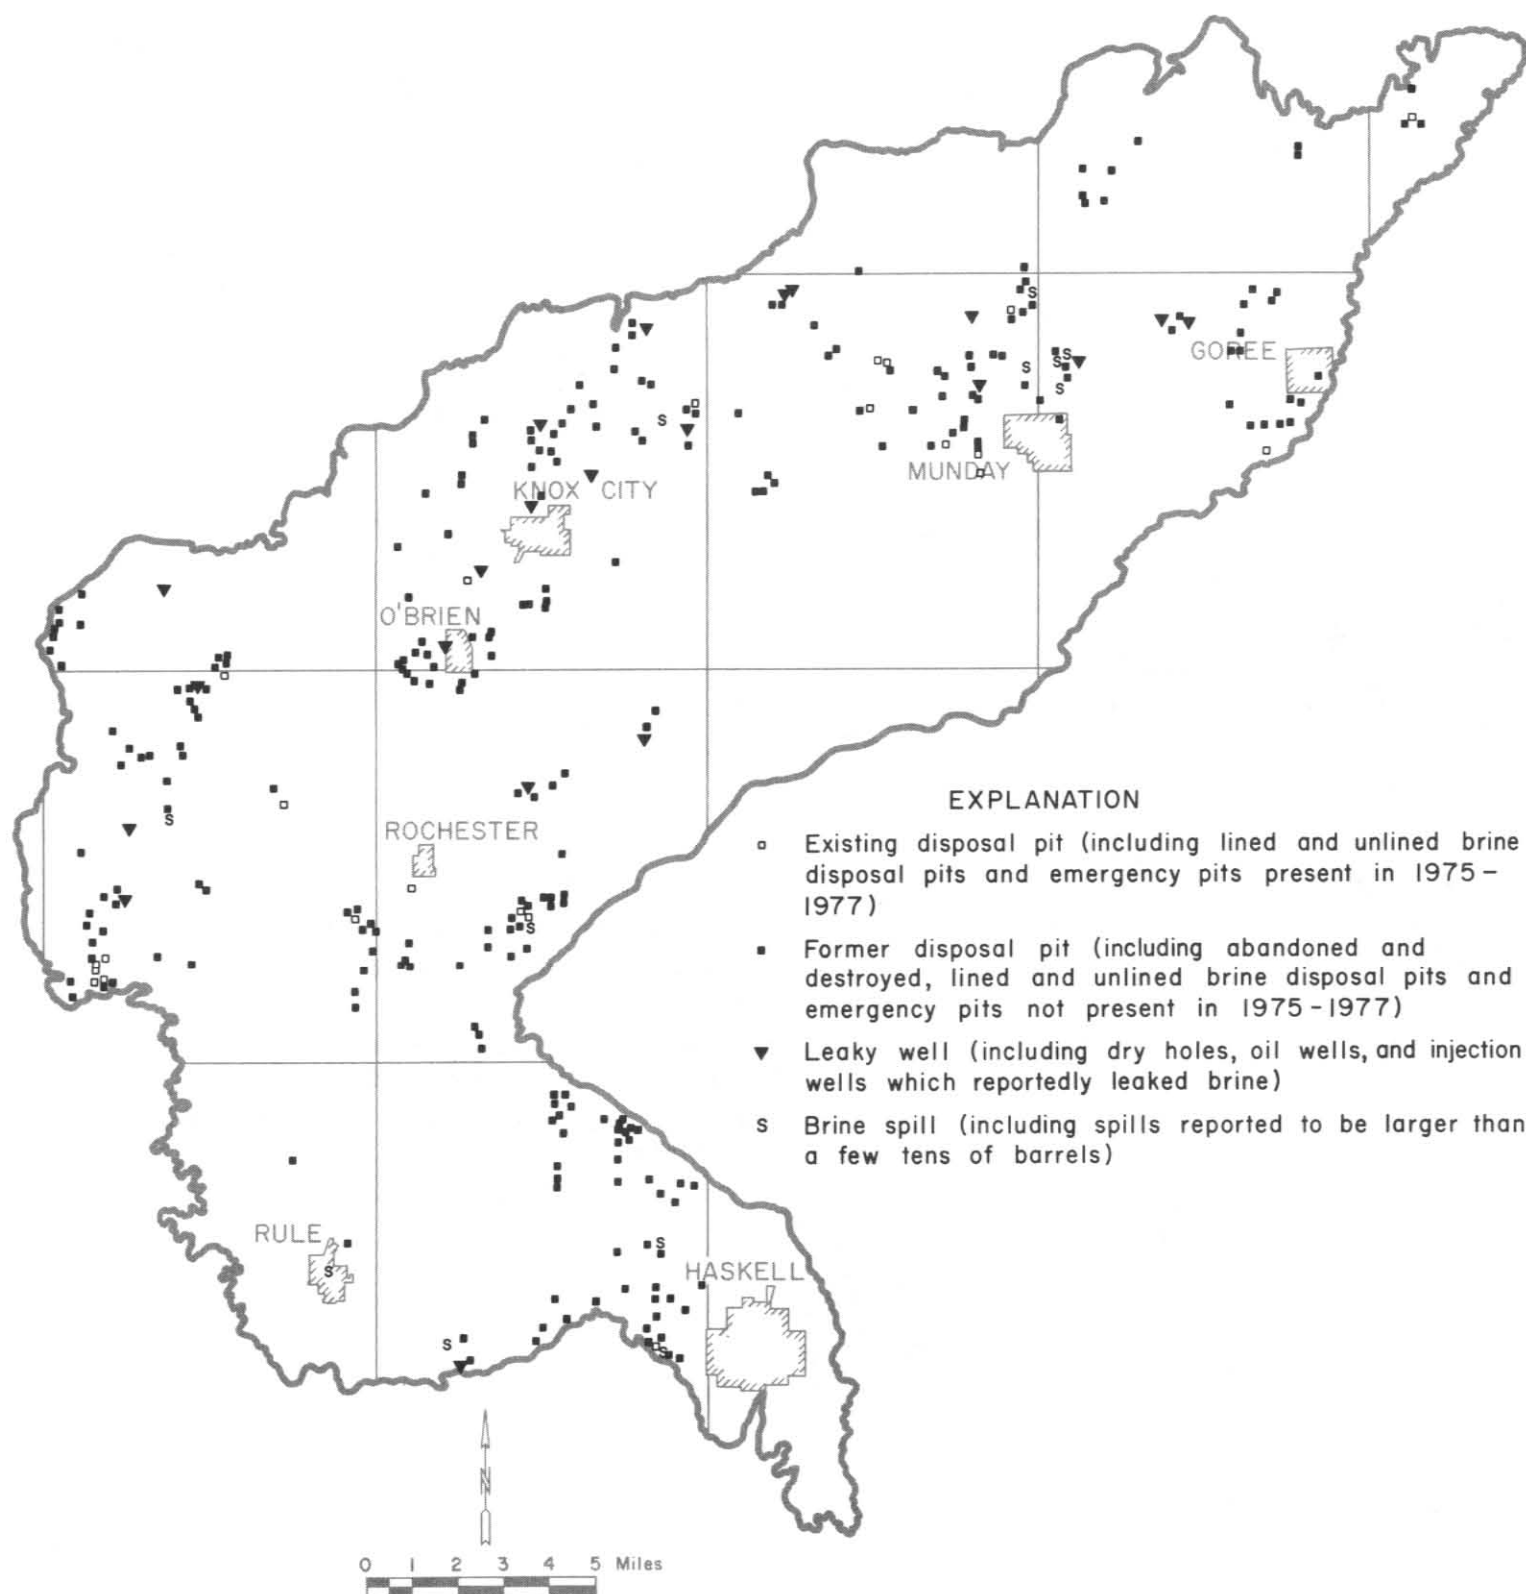 GOREE
MUNDAY
KNOX CITY
O'BRIEN
ROCHESTER
EXPLANATION
Existing disposal pit (including lined and unlined brine
disposal pits and emergency pits present in 1975-
1977)
Former disposal pit (including abandoned and
destroyed, lined and unlined brine disposal pits and
emergency pits not present in 1975-1977)
Leaky well (including dry holes, oil wells, and injection
wells which reportedly leaked brine)
S Brine spill (including spills reported to be larger than
a few tens of barrels)
RULE
HASKELL
N
0 1 2 3 4 5 Miles